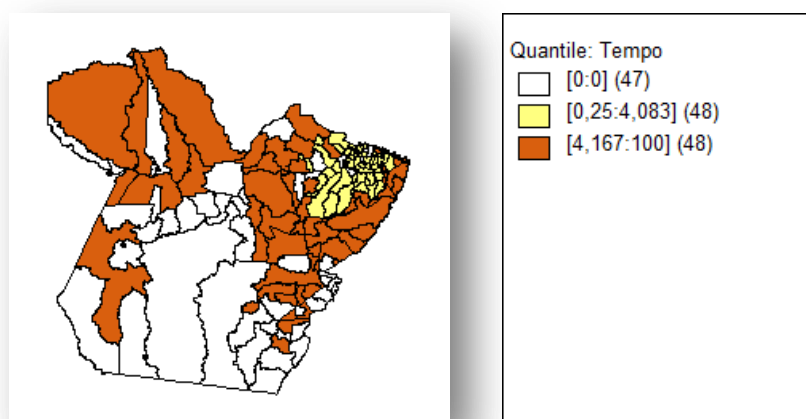 Quantile: Tempo
[0:0] (47)
[0,25:4,083] (48)
[4,167:100] (48)